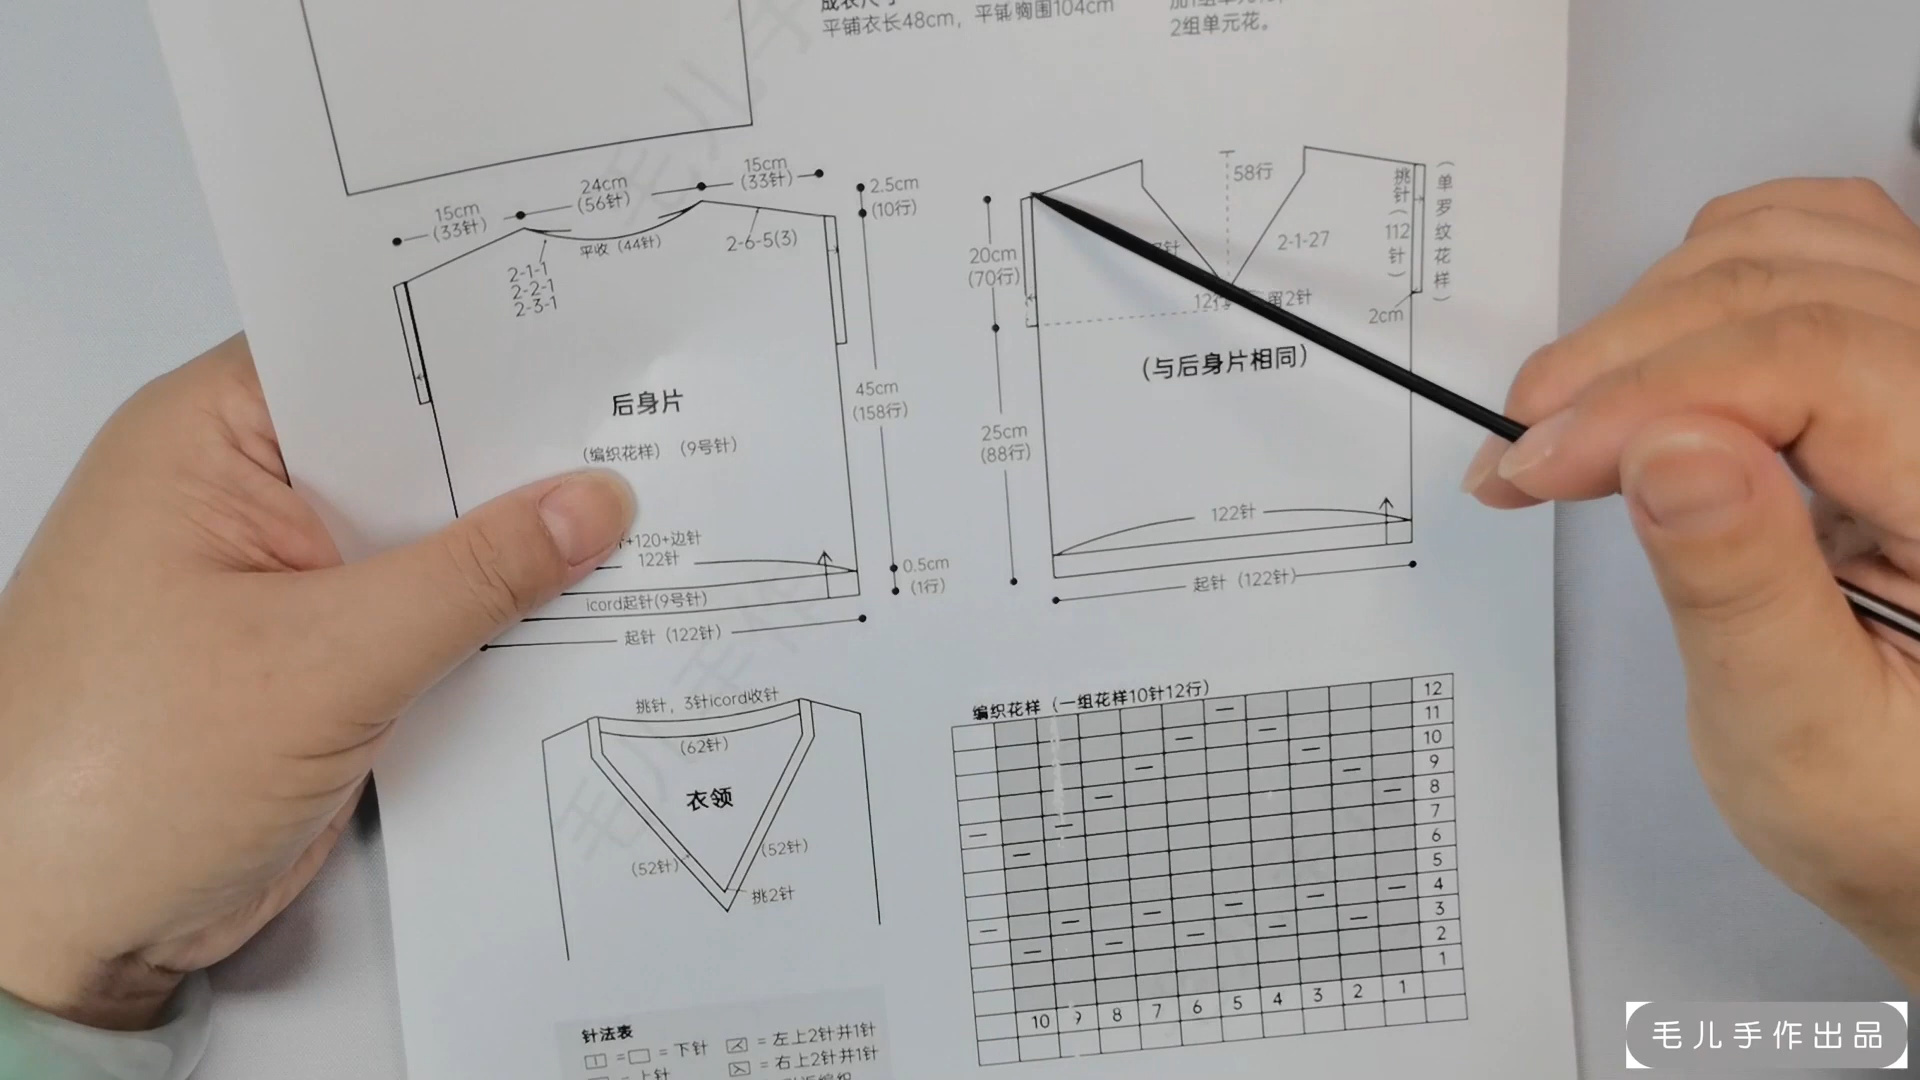 平铺衣长48cm，平铺胸围104cm
2组单元花。
15cm
(33针)
24cm
(56针)
15cm
(33针)
2.5cm
(10行)
平收（44针）
2-1-1
2-2-1
2-3-1
2-6-5(3)
后身片
（编织花样）（9号针）
45cm
(158行)
+120+边针
122针
icord起针(9号针)
起针（122针）
0.5cm
(1行)
58行
20cm
(70行)
2-1-27
挑针（112针）
（单罗纹花样）
留2针
2cm
（与后身片相同）
25cm
(88行)
122针
起针（122针）
挑针，3针icord收针
(62针)
衣领
(52针)
(52针)
挑2针
编织花样（一组花样10针12行）
12
11
10
9
8
7
6
5
4
3
2
1
10 9 8 7 6 5 4 3 2 1
针法表
= 下针
= 左上2针并1针
= 上针
= 右上2针并1针
毛儿手作出品